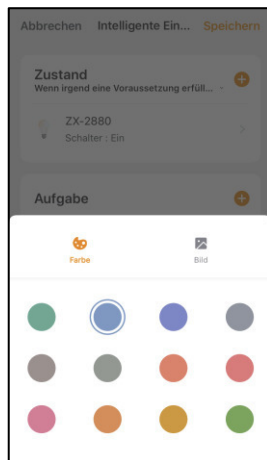 Abbrechen Intelligente Ein... Speichern
Zustand
Wenn irgend eine Voraussetzung erfüll...
ZX-2880
Schalter : Ein
Aufgabe
Farbe Bild